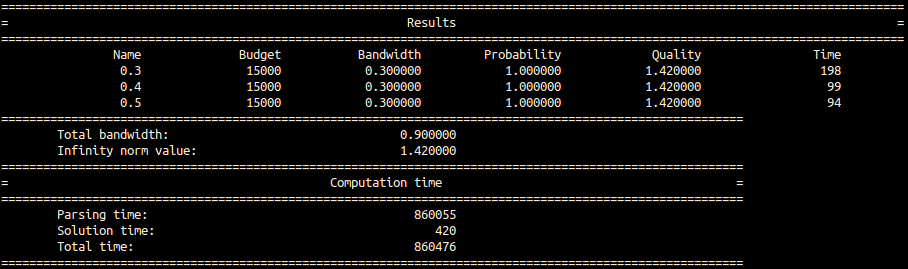 ================================================================================================================================
=                                                         Results                                                              =
================================================================================================================================
Name Budget Bandwidth Probability Quality Time
0.3 15000 0.300000 1.000000 1.420000 198
0.4 15000 0.300000 1.000000 1.420000 99
0.5 15000 0.300000 1.000000 1.420000 94
==========================================================================================================
Total bandwidth: 0.900000
Infinity norm value: 1.420000
==========================================================================================================
= Computation time =
==========================================================================================================
Parsing time: 860055
Solution time: 420
Total time: 860476
==========================================================================================================